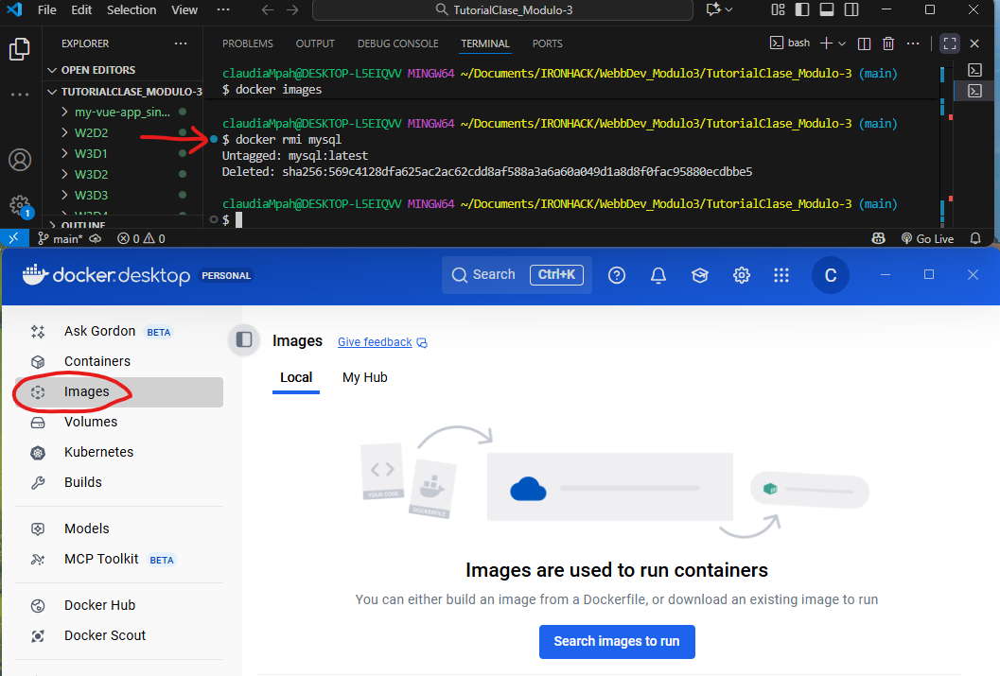 File Edit Selection View ··· TutorialClase_Modulo-3
EXPLORER ···
PROBLEMS OUTPUT DEBUG CONSOLE TERMINAL PORTS
bash
OPEN EDITORS
TUTORIALCLASE_MODULO-3
my-vue-app_sin...
W2D2
W3D1
W3D2
W3D3
W3D4
OUTLINE
1
claudiaMpah@DESKTOP-L5EIQVV MINGW64 ~/Documents/IRONHACK/WebbDev_Modulo3/TutorialClase_Modulo-3 (main)
$ docker images
claudiaMpah@DESKTOP-L5EIQVV MINGW64 ~/Documents/IRONHACK/WebbDev_Modulo3/TutorialClase_Modulo-3 (main)
$ docker rmi mysql
Untagged: mysql:latest
Deleted: sha256:569c4128dfa625ac2ac62cdd8af588a3a6a60a049d1a8d8f0fac95880ecdbbe5
claudiaMpah@DESKTOP-L5EIQVV MINGW64 ~/Documents/IRONHACK/WebbDev_Modulo3/TutorialClase_Modulo-3 (main)
$
main* 0 0 Go Live
docker.desktop PERSONAL Search Ctrl+K C
Ask Gordon BETA
Containers
Images
Volumes
Kubernetes
Builds
Models
MCP Toolkit BETA
Docker Hub
Docker Scout
Images Give feedback
Local My Hub
YOUR CODE
DOCKERFILE
Images are used to run containers
You can either build an image from a Dockerfile, or download an existing image to run
Search images to run